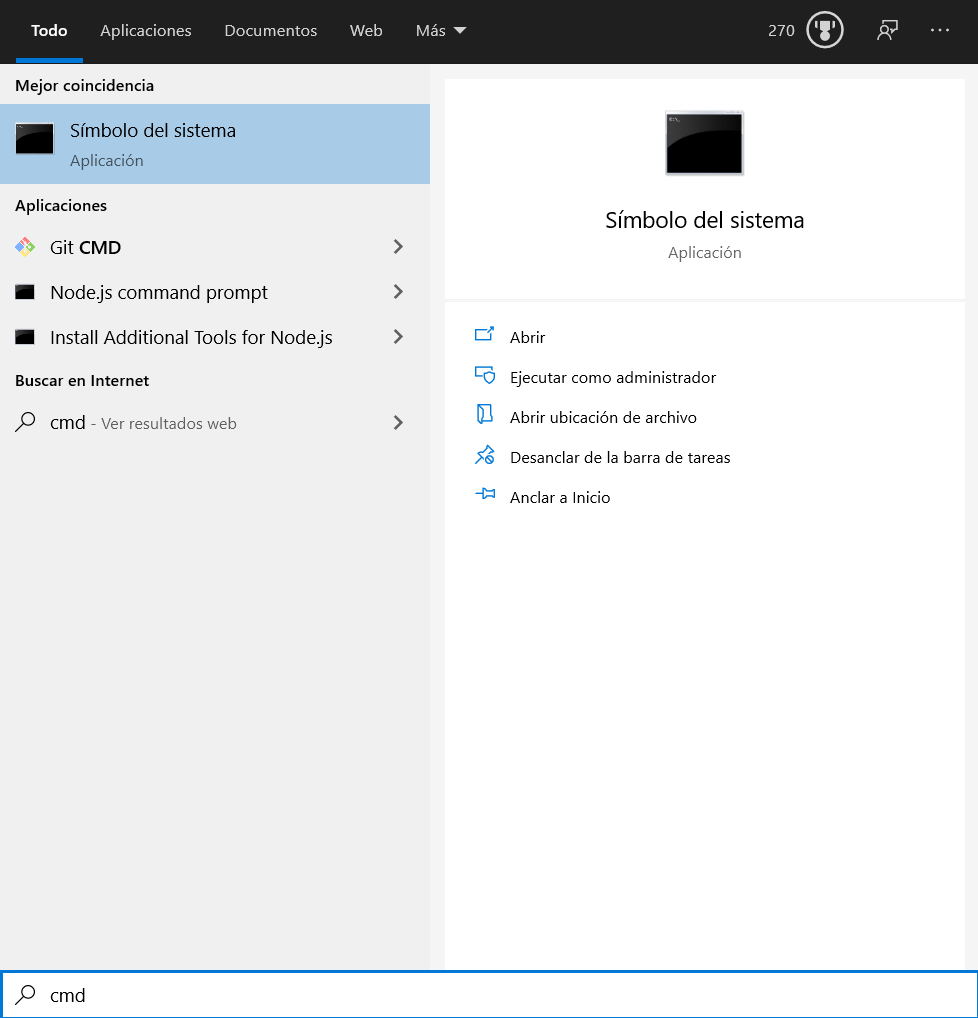 Todo Aplicaciones Documentos Web Más 270
Mejor coincidencia
Símbolo del sistema
Aplicación
Aplicaciones
Git CMD
Node.js command prompt
Install Additional Tools for Node.js
Buscar en Internet
cmd - Ver resultados web
Símbolo del sistema
Aplicación
Abrir
Ejecutar como administrador
Abrir ubicación de archivo
Desanclar de la barra de tareas
Anclar a Inicio
cmd